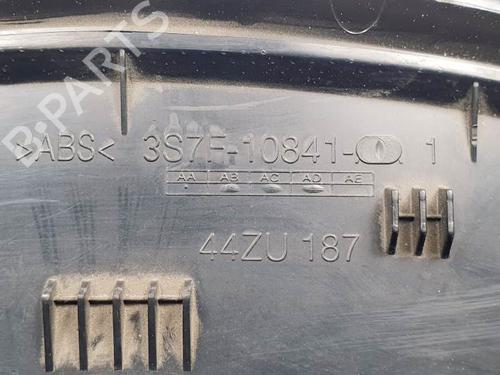 B-PARTS
>ABS< 3S7F-10841- 1
AA AB AC AD AE
44ZU 187